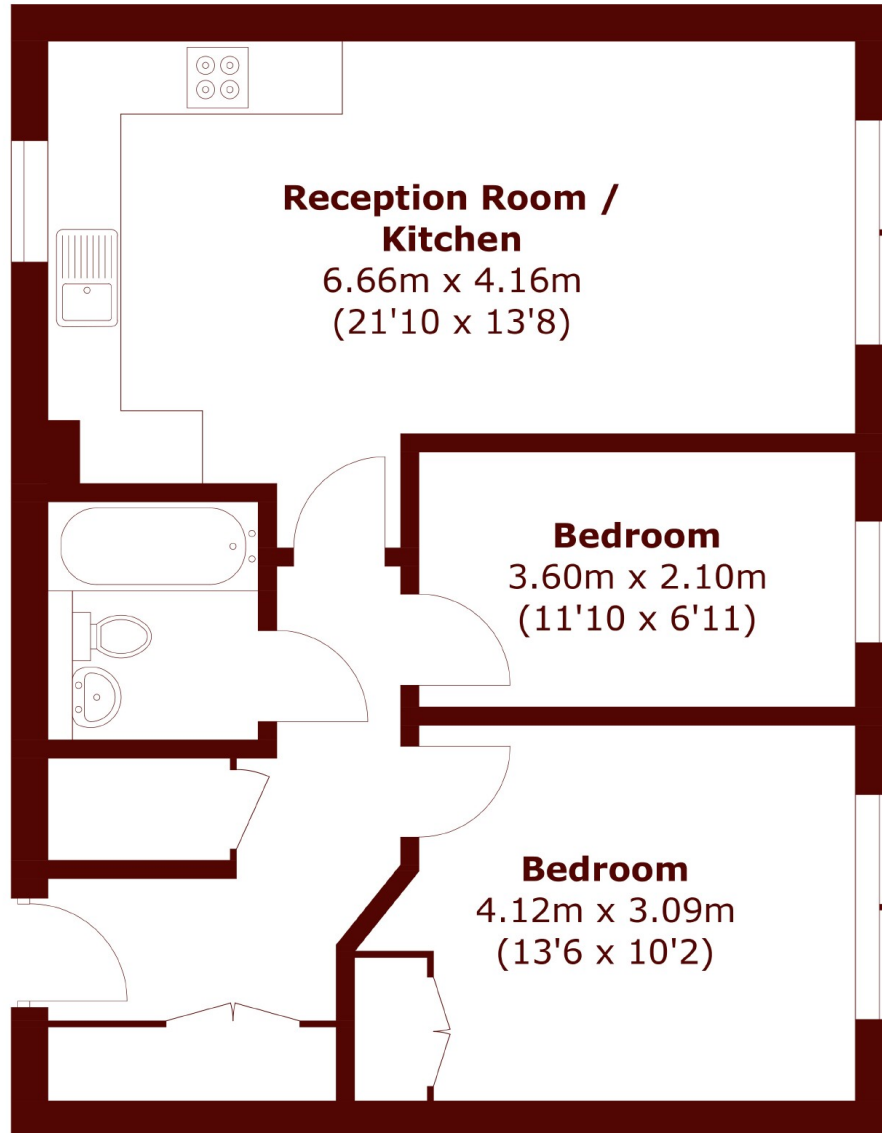 Reception Room /
Kitchen
6.66m x 4.16m
(21'10 x 13'8)
Bedroom
3.60m x 2.10m
(11'10 x 6'11)
Bedroom
4.12m x 3.09m
(13'6 x 10'2)